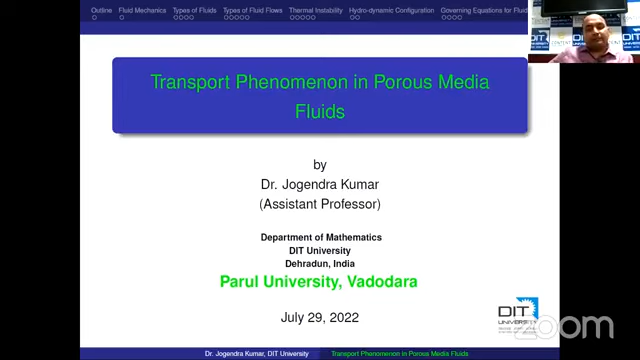 Outline Fluid Mechanics Types of Fluids Types of Fluid Flows Thermal Instability Hydro-dynamic Configuration Governing Equations for Fluid
Transport Phenomenon in Porous Media
Fluids
by
Dr. Jogendra Kumar
(Assistant Professor)
Department of Mathematics
DIT University
Dehradun, India
Parul University, Vadodara
July 29, 2022
DIT
UNIVERSITY
zoom
Dr. Jogendra Kumar, DIT University Transport Phenomenon in Porous Media Fluids